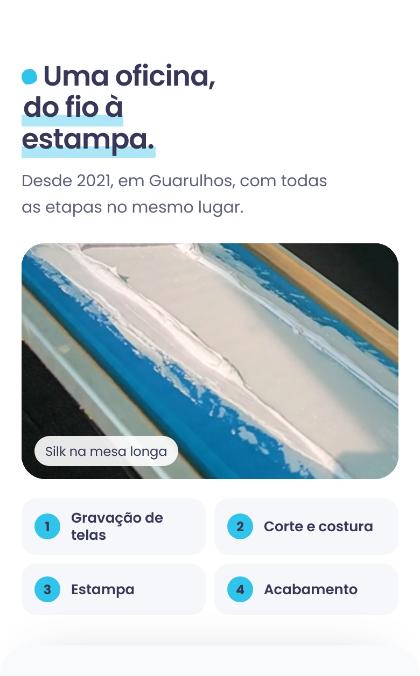 Uma oficina,
do fio à
estampa.
Desde 2021, em Guarulhos, com todas
as etapas no mesmo lugar.
Silk na mesa longa
1 Gravação de
telas
2 Corte e costura
3 Estampa
4 Acabamento